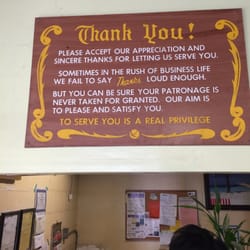 Thank You!
PLEASE ACCEPT OUR APPRECIATION AND
SINCERE THANKS FOR LETTING US SERVE YOU.
SOMETIMES IN THE RUSH OF BUSINESS LIFE
WE FAIL TO SAY Thanks LOUD ENOUGH.
BUT YOU CAN BE SURE YOUR PATRONAGE IS
NEVER TAKEN FOR GRANTED. OUR AIM IS
TO PLEASE AND SATISFY YOU.
TO SERVE YOU IS A REAL PRIVILEGE